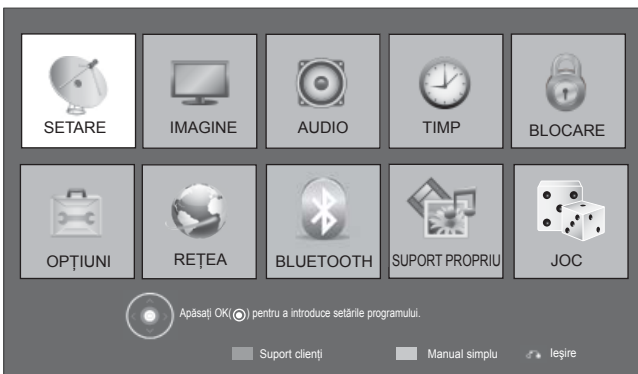 SETARE IMAGINE AUDIO TIMP BLOCARE
OPȚIUNI REȚEA BLUETOOTH SUPORT PROPRIU JOC
Apăsați OK( ) pentru a introduce setările programului.
Suport clienți Manual simplu Ieșire